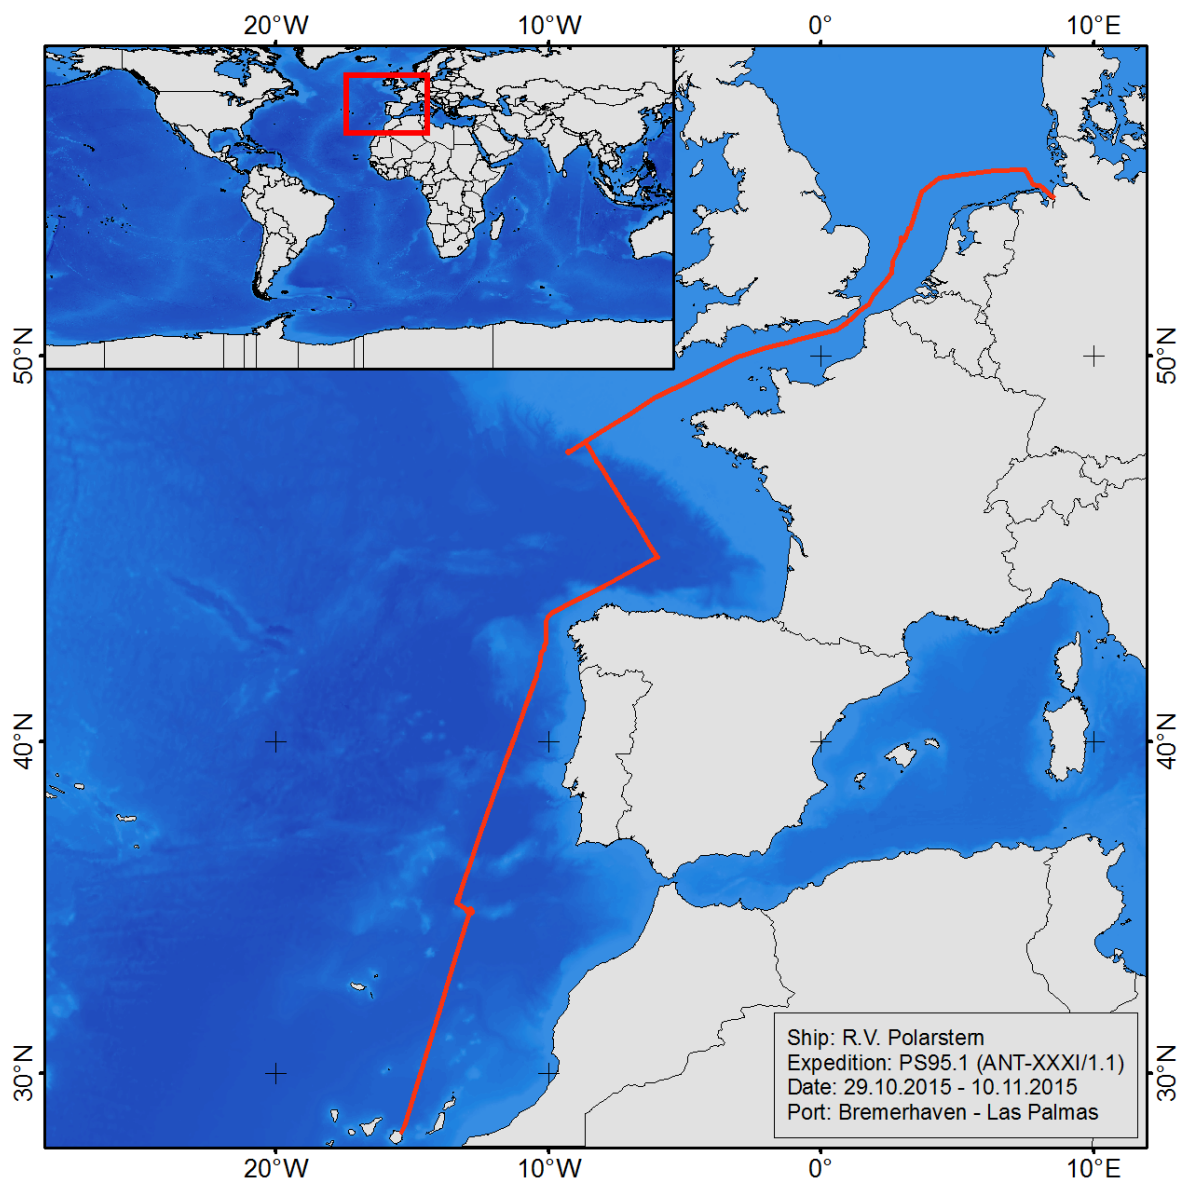 20°W 10°W 0° 10°E
50°N 50°N
40°N 40°N
30°N 30°N
Ship: R.V. Polarstern
Expedition: PS95.1 (ANT-XXXI/1.1)
Date: 29.10.2015 - 10.11.2015
Port: Bremerhaven - Las Palmas
20°W 10°W 0° 10°E